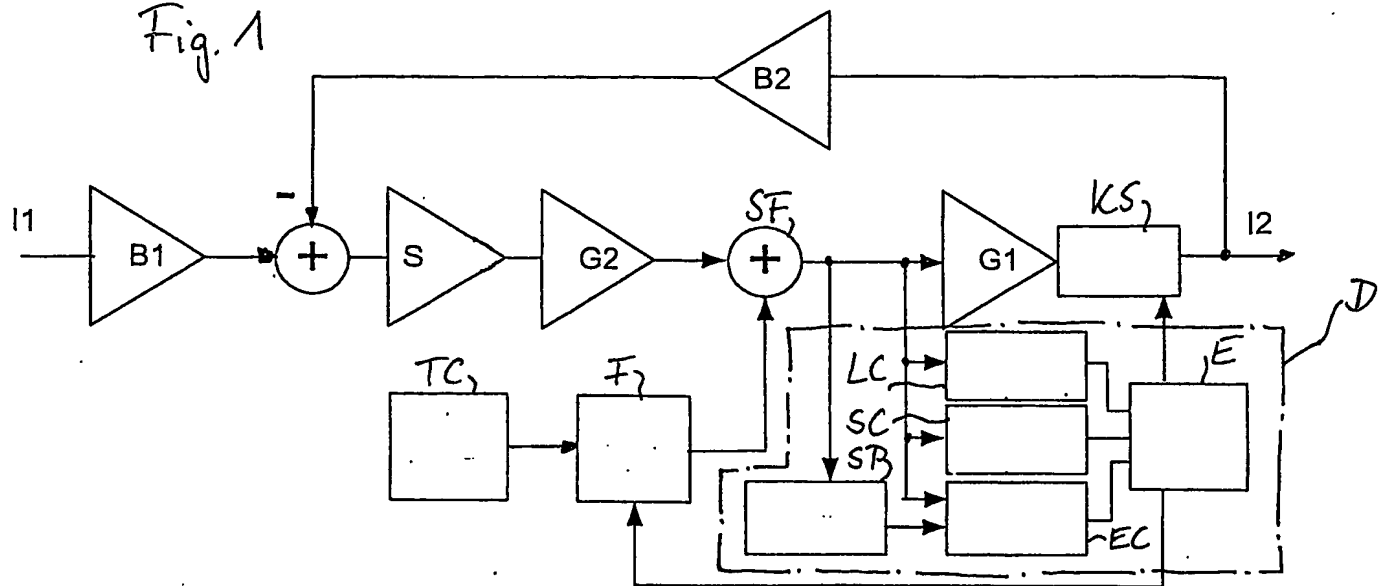 Fig. 1
B2
-
I1
B1
+
S
G2
SF
+
G1
KS
I2
D
TC
F
LC
SC
SB
EC
E